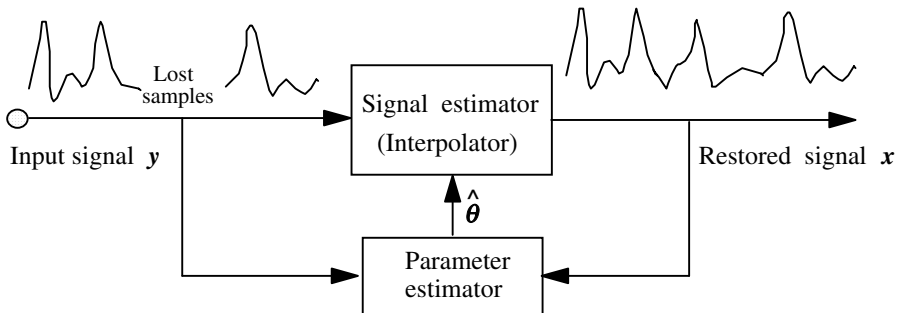 Lost
samples
Signal estimator
(Interpolator)
Input signal y
Restored signal x
θ̂
Parameter
estimator